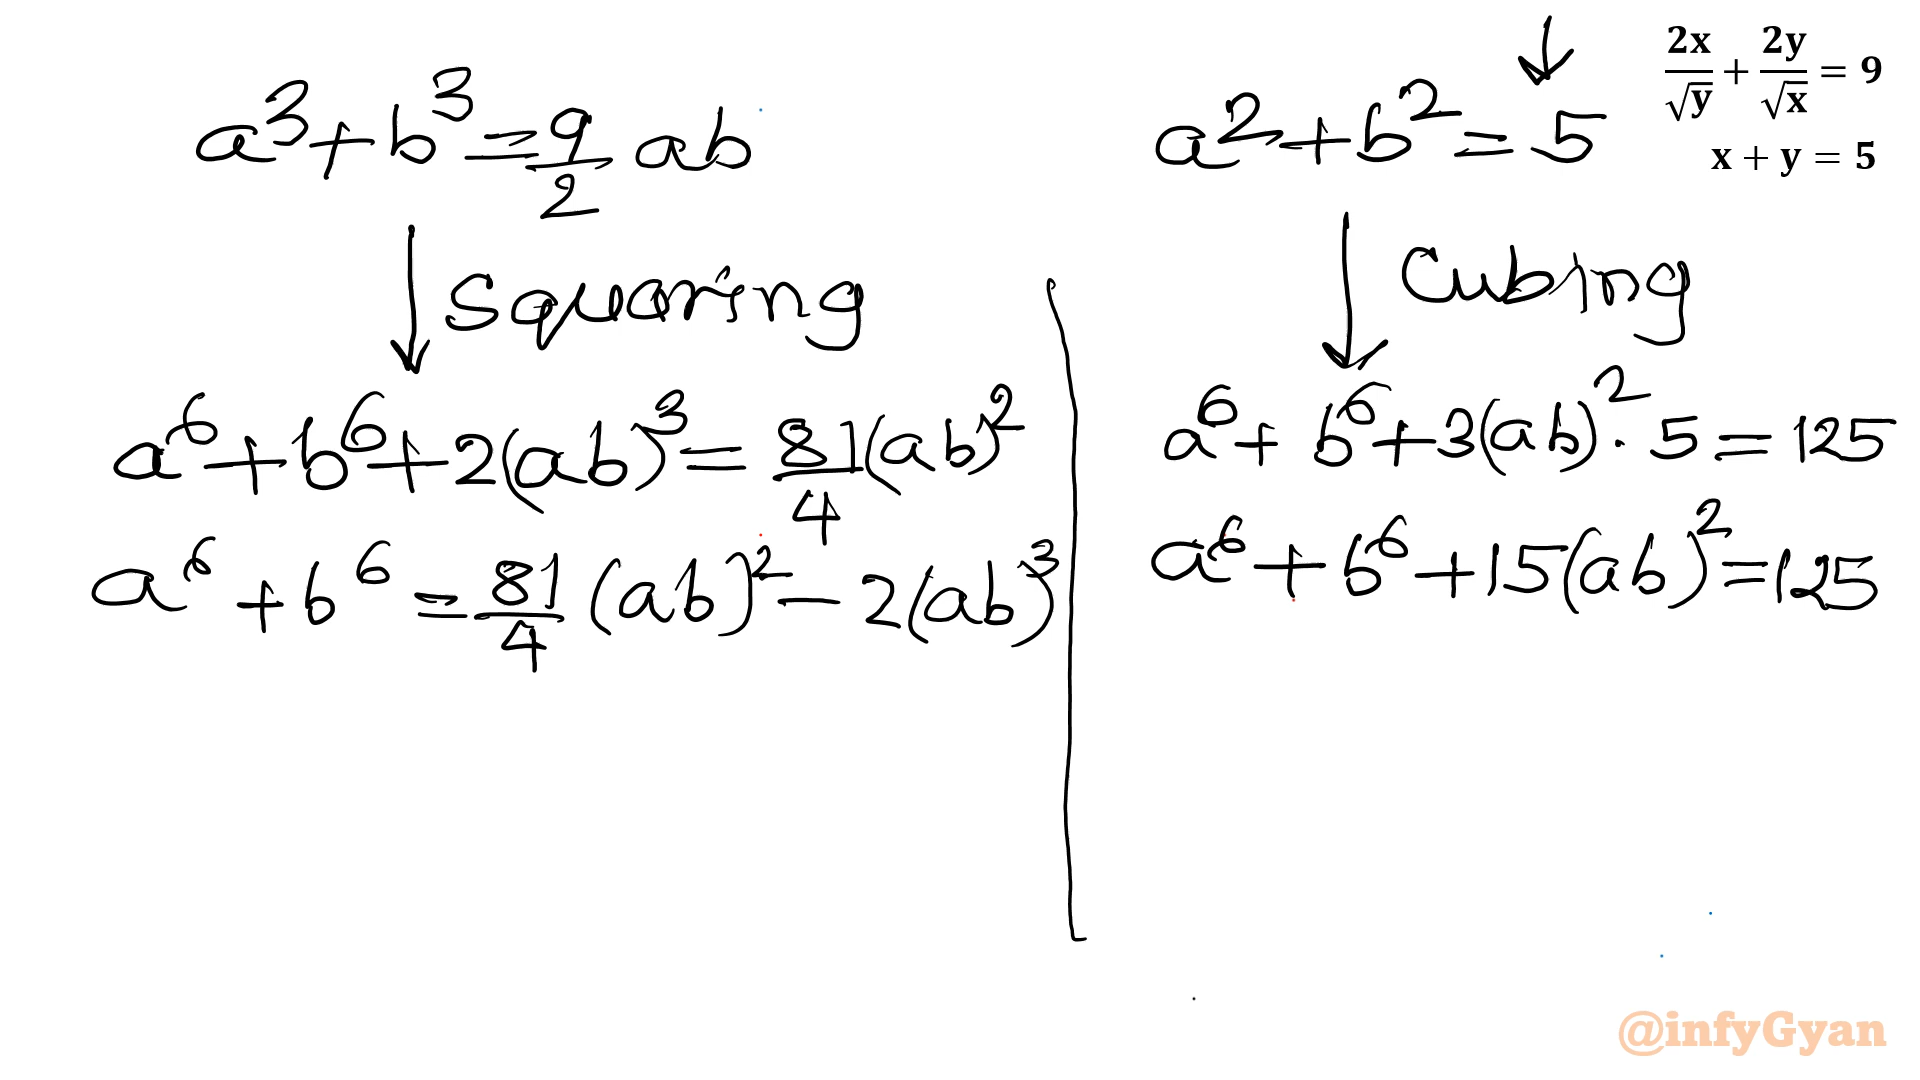 2x/√y + 2y/√x = 9
x + y = 5
a³ + b³ = 9/2 ab
a² + b² = 5
Squaring
Cubing
a⁶ + b⁶ + 2(ab)³ = 81/4 (ab)²
a⁶ + b⁶ + 3(ab)² · 5 = 125
a⁶ + b⁶ = 81/4 (ab)² - 2(ab)³
a⁶ + b⁶ + 15(ab)² = 125
@infyGyan